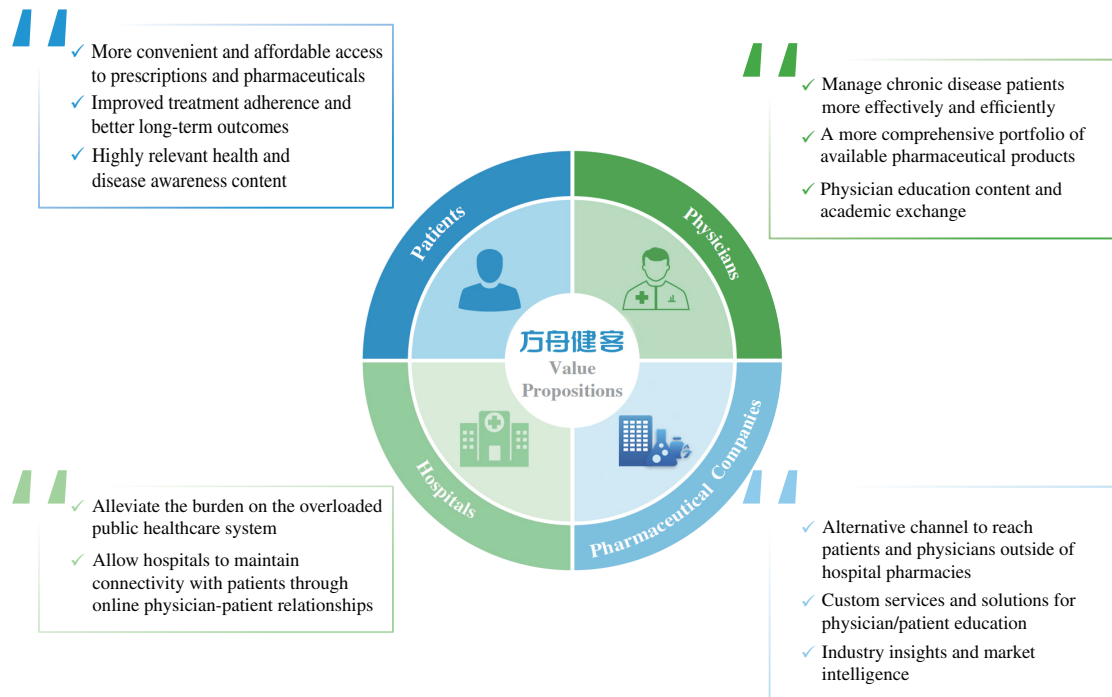 More convenient and affordable access
to prescriptions and pharmaceuticals
Improved treatment adherence and
better long-term outcomes
Highly relevant health and
disease awareness content
Manage chronic disease patients
more effectively and efficiently
A more comprehensive portfolio of
available pharmaceutical products
Physician education content and
academic exchange
Patients
Physicians
方舟健客
Value
Propositions
Hospitals
Pharmaceutical Companies
Alleviate the burden on the overloaded
public healthcare system
Allow hospitals to maintain
connectivity with patients through
online physician-patient relationships
Alternative channel to reach
patients and physicians outside of
hospital pharmacies
Custom services and solutions for
physician/patient education
Industry insights and market
intelligence